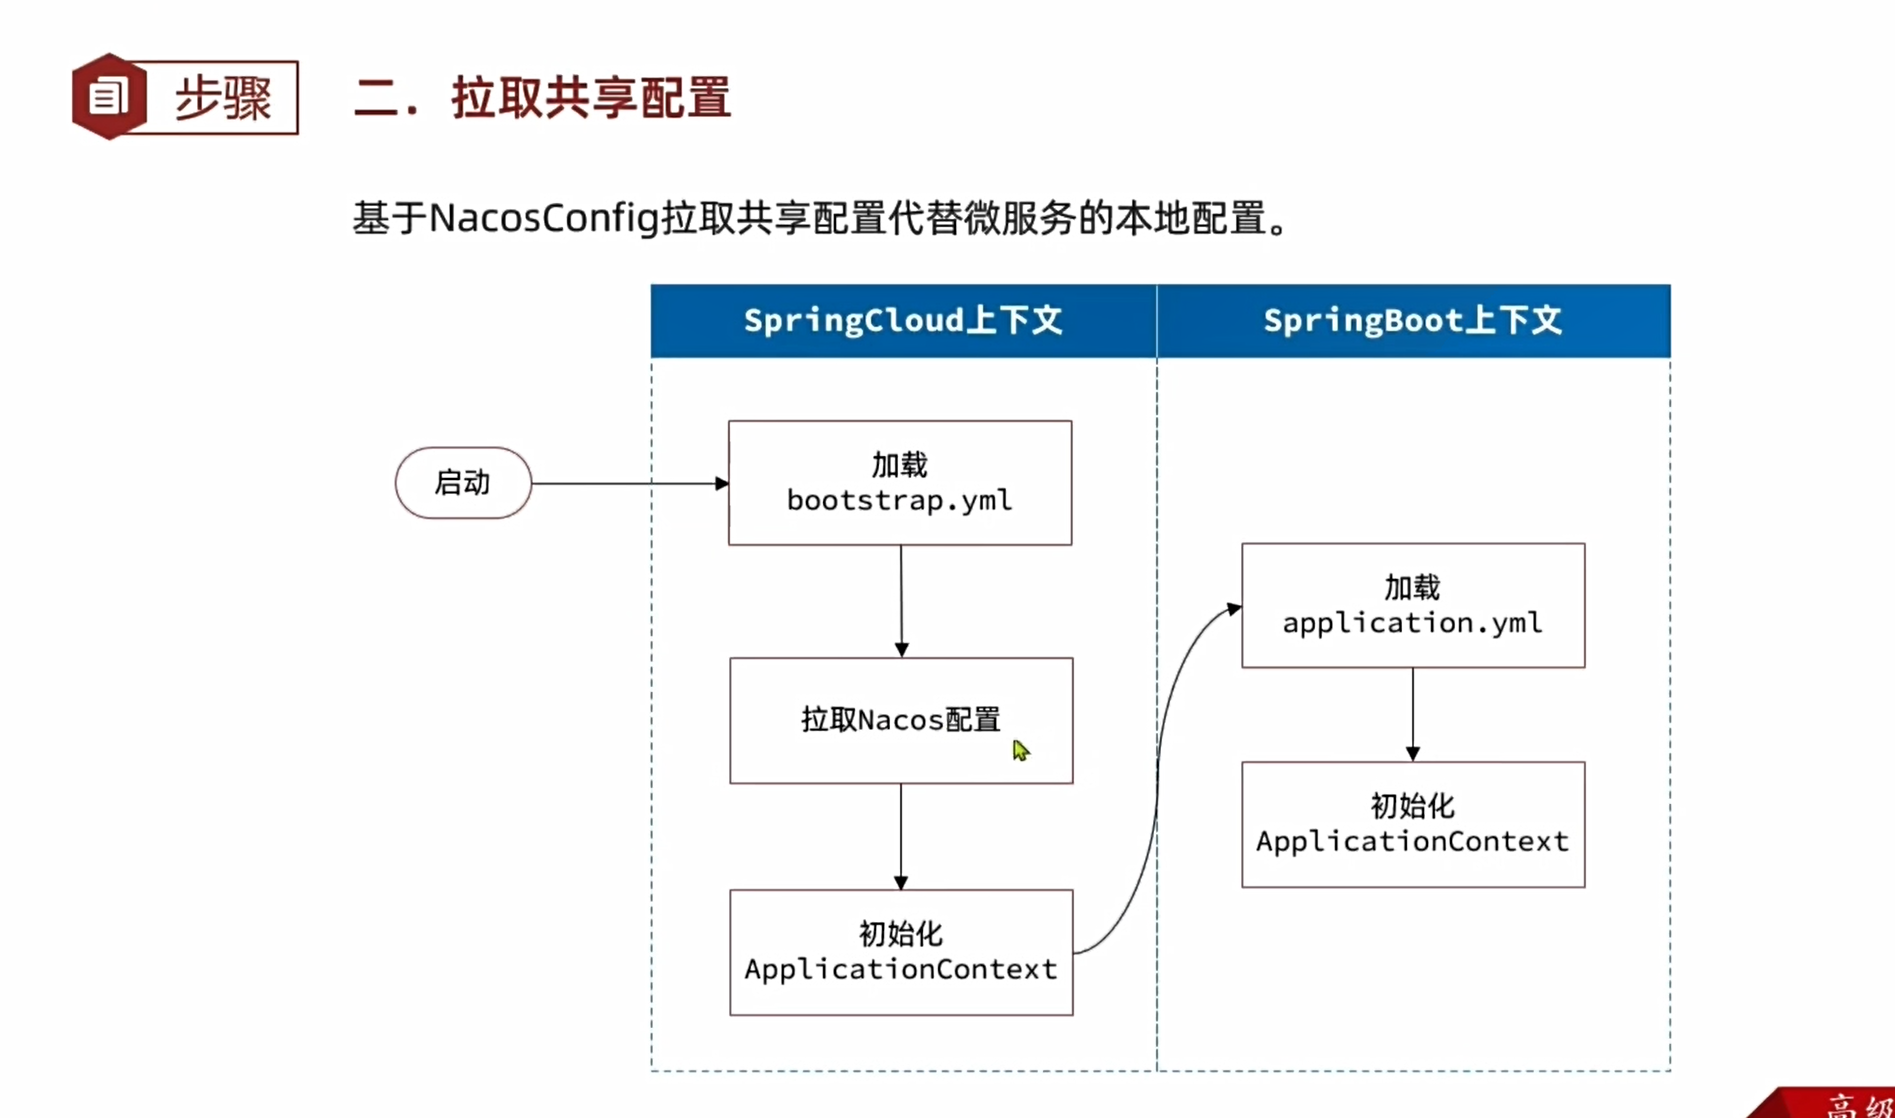 步骤
二．拉取共享配置
基于NacosConfig拉取共享配置代替微服务的本地配置。
SpringCloud上下文
SpringBoot上下文
启动
加载
bootstrap.yml
拉取Nacos配置
初始化
ApplicationContext
加载
application.yml
初始化
ApplicationContext
高级